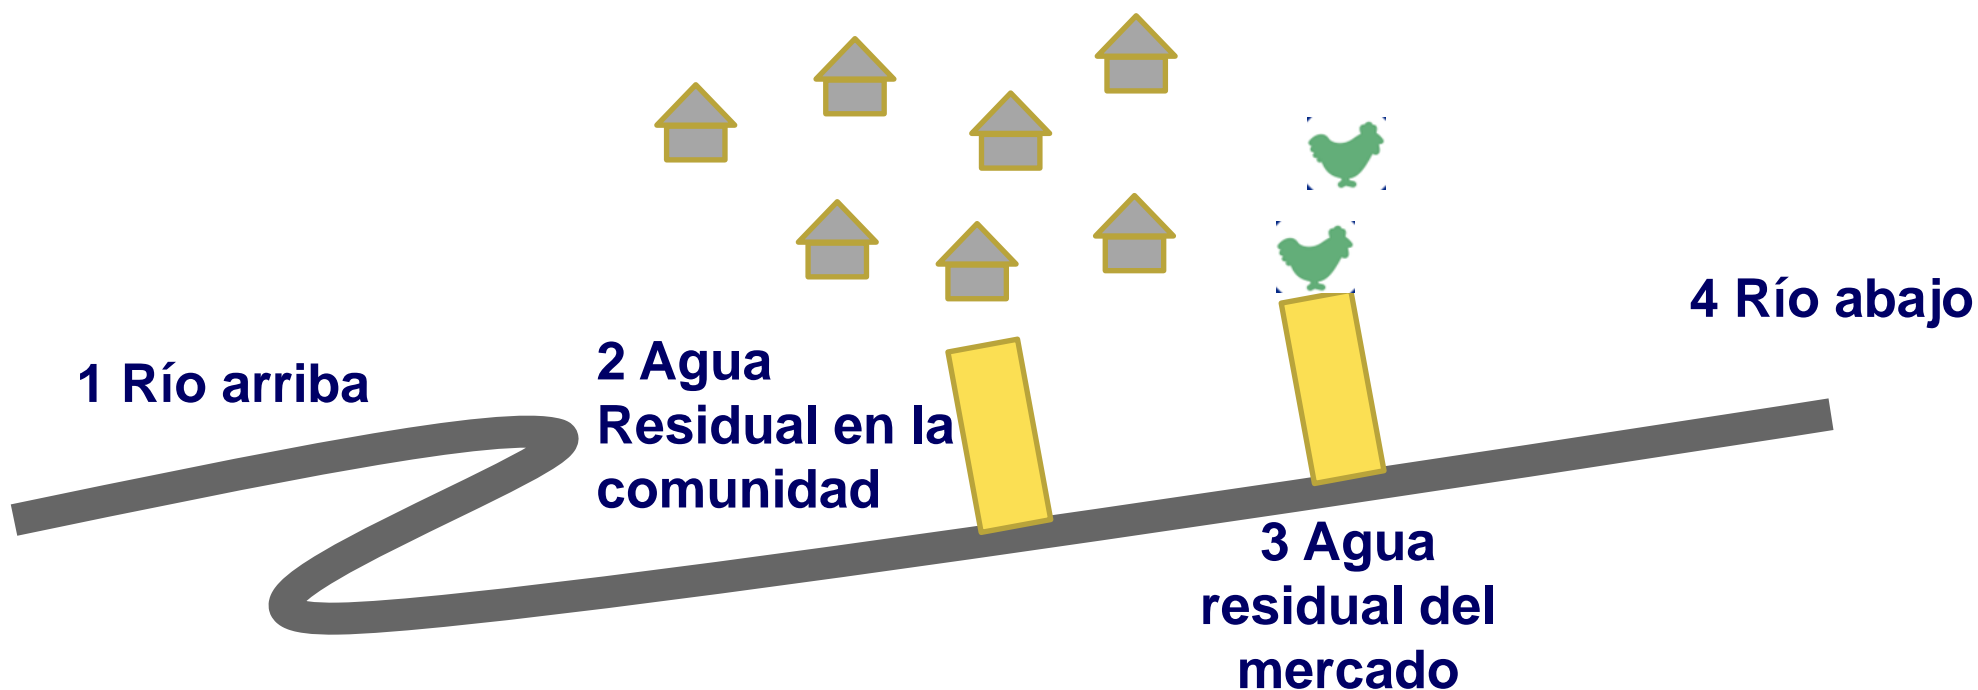 1 Río arriba
2 Agua
Residual en la
comunidad
3 Agua
residual del
mercado
4 Río abajo